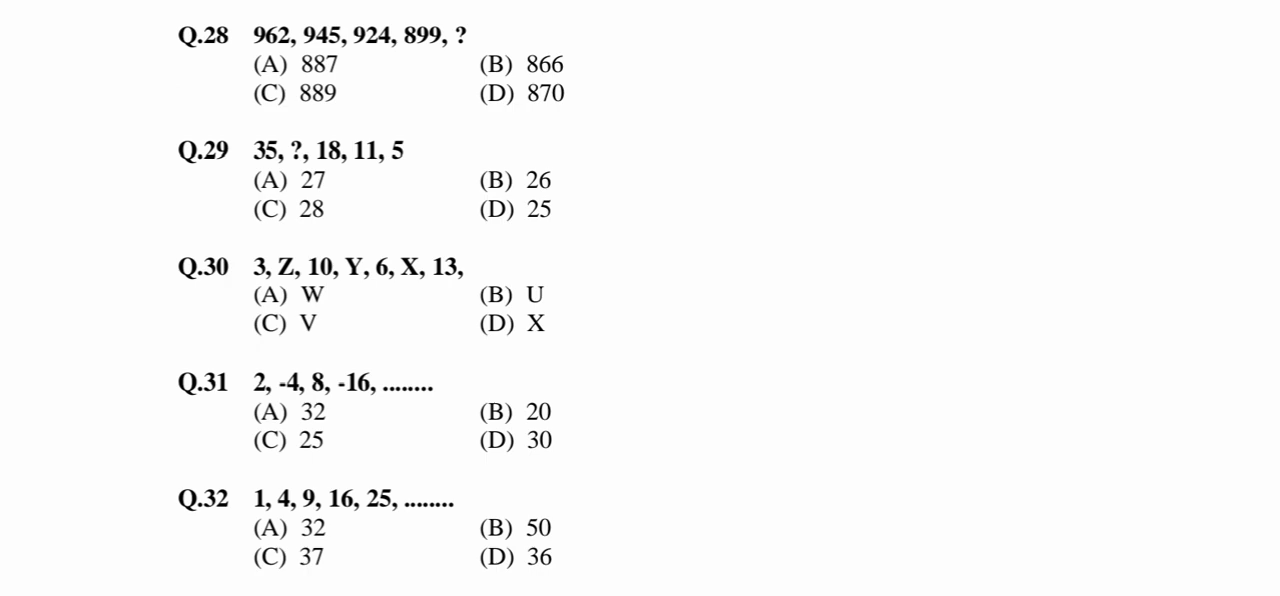 Q.28 962, 945, 924, 899, ?
(A) 887 (B) 866
(C) 889 (D) 870
Q.29 35, ?, 18, 11, 5
(A) 27 (B) 26
(C) 28 (D) 25
Q.30 3, Z, 10, Y, 6, X, 13,
(A) W (B) U
(C) V (D) X
Q.31 2, -4, 8, -16, ........
(A) 32 (B) 20
(C) 25 (D) 30
Q.32 1, 4, 9, 16, 25, ........
(A) 32 (B) 50
(C) 37 (D) 36